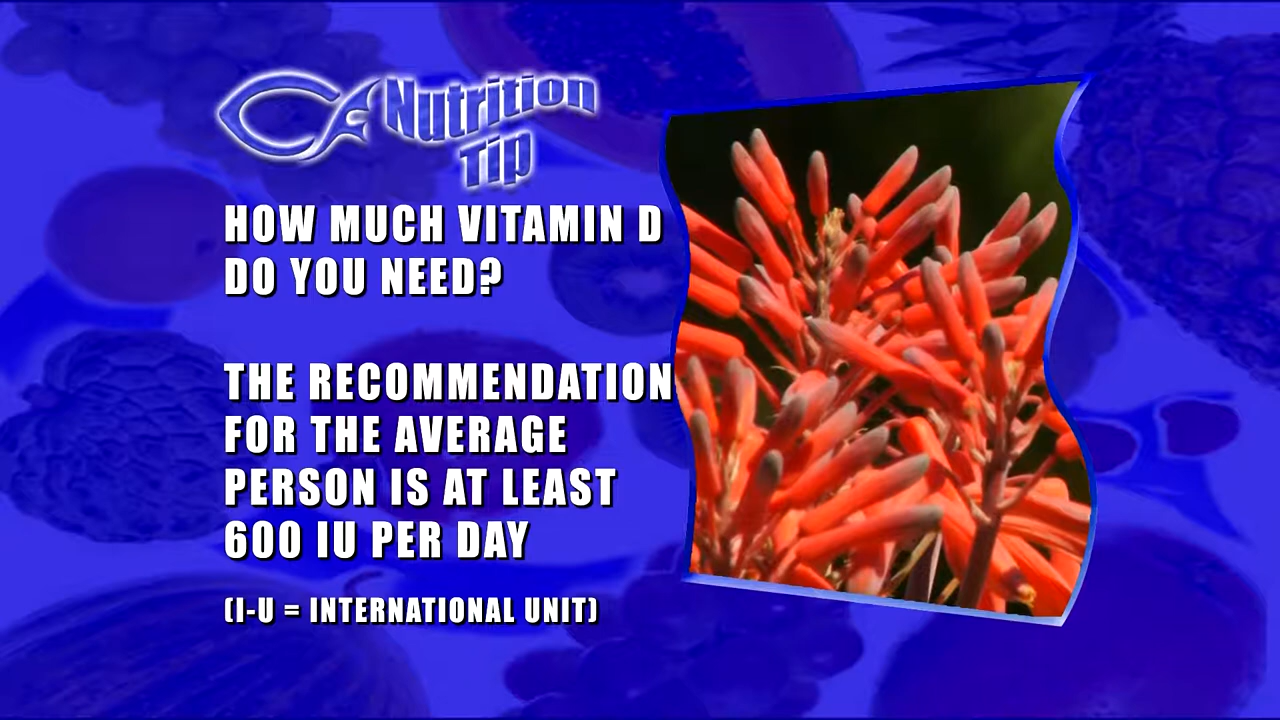 Nutrition
Tip
HOW MUCH VITAMIN D
DO YOU NEED?
THE RECOMMENDATION
FOR THE AVERAGE
PERSON IS AT LEAST
600 IU PER DAY
(I-U = INTERNATIONAL UNIT)